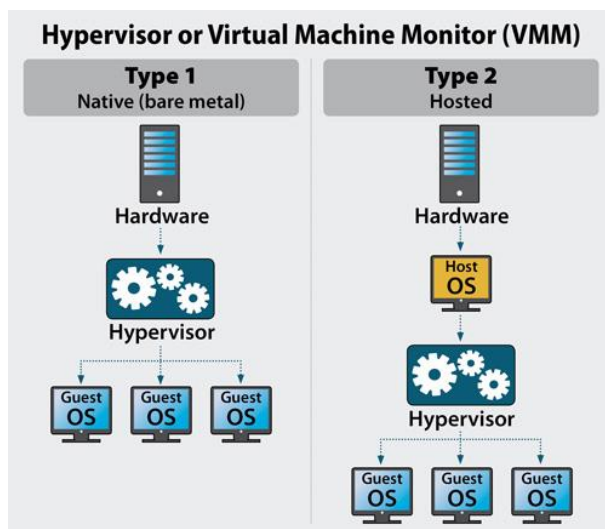 Hypervisor or Virtual Machine Monitor (VMM)
Type 1
Native (bare metal)
Hardware
Hypervisor
Guest
OS
Guest
OS
Guest
OS
Type 2
Hosted
Hardware
Host
OS
Hypervisor
Guest
OS
Guest
OS
Guest
OS